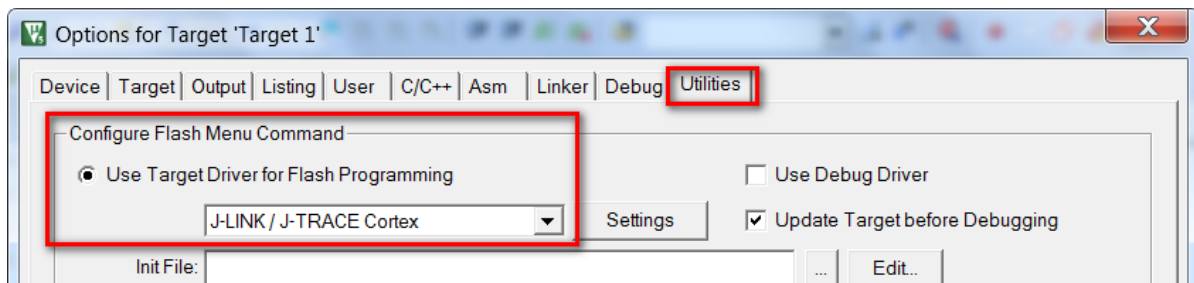 Options for Target 'Target 1'
Device Target Output Listing User C/C++ Asm Linker Debug Utilities
Configure Flash Menu Command
Use Target Driver for Flash Programming Use Debug Driver
J-LINK / J-TRACE Cortex Settings Update Target before Debugging
Init File: ... Edit...